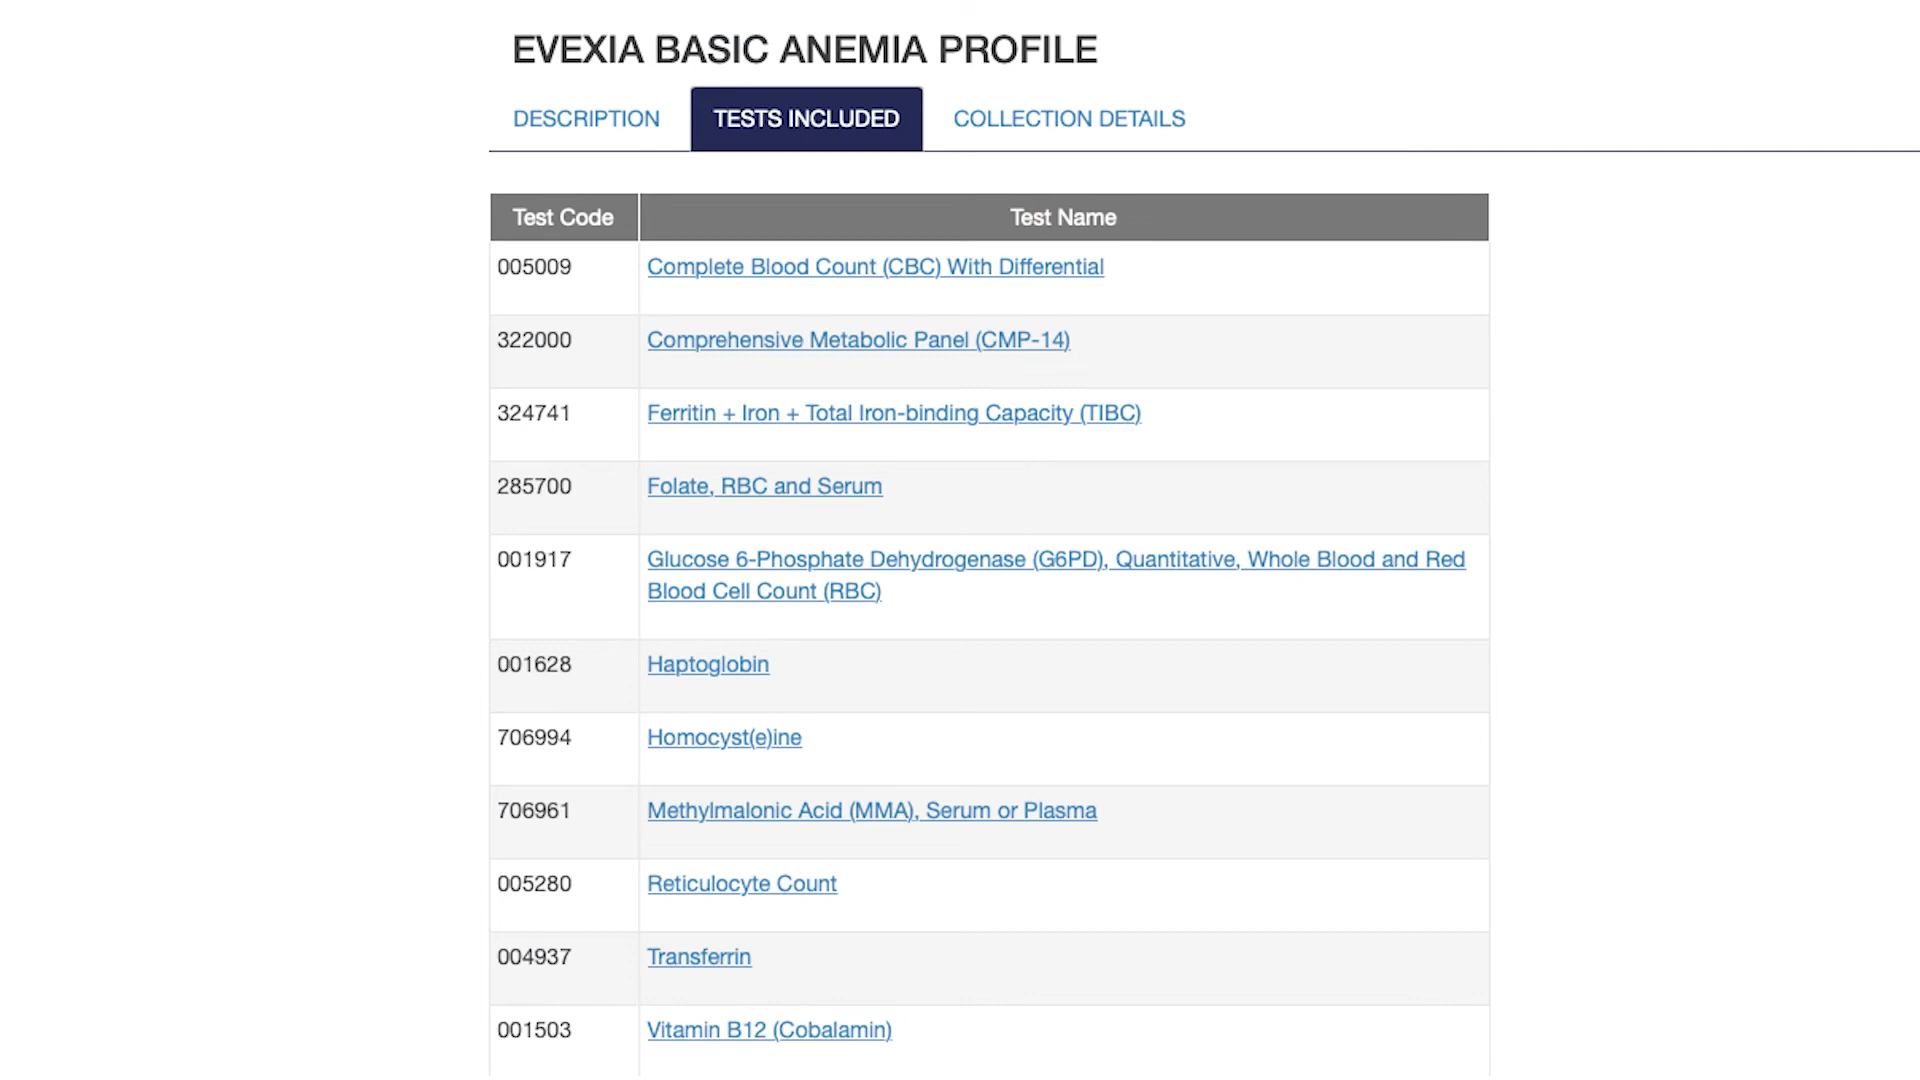 EVEXIA BASIC ANEMIA PROFILE
DESCRIPTION TESTS INCLUDED COLLECTION DETAILS
Test Code Test Name
005009 Complete Blood Count (CBC) With Differential
322000 Comprehensive Metabolic Panel (CMP-14)
324741 Ferritin + Iron + Total Iron-binding Capacity (TIBC)
285700 Folate, RBC and Serum
001917 Glucose 6-Phosphate Dehydrogenase (G6PD), Quantitative, Whole Blood and Red
Blood Cell Count (RBC)
001628 Haptoglobin
706994 Homocyst(e)ine
706961 Methylmalonic Acid (MMA), Serum or Plasma
005280 Reticulocyte Count
004937 Transferrin
001503 Vitamin B12 (Cobalamin)